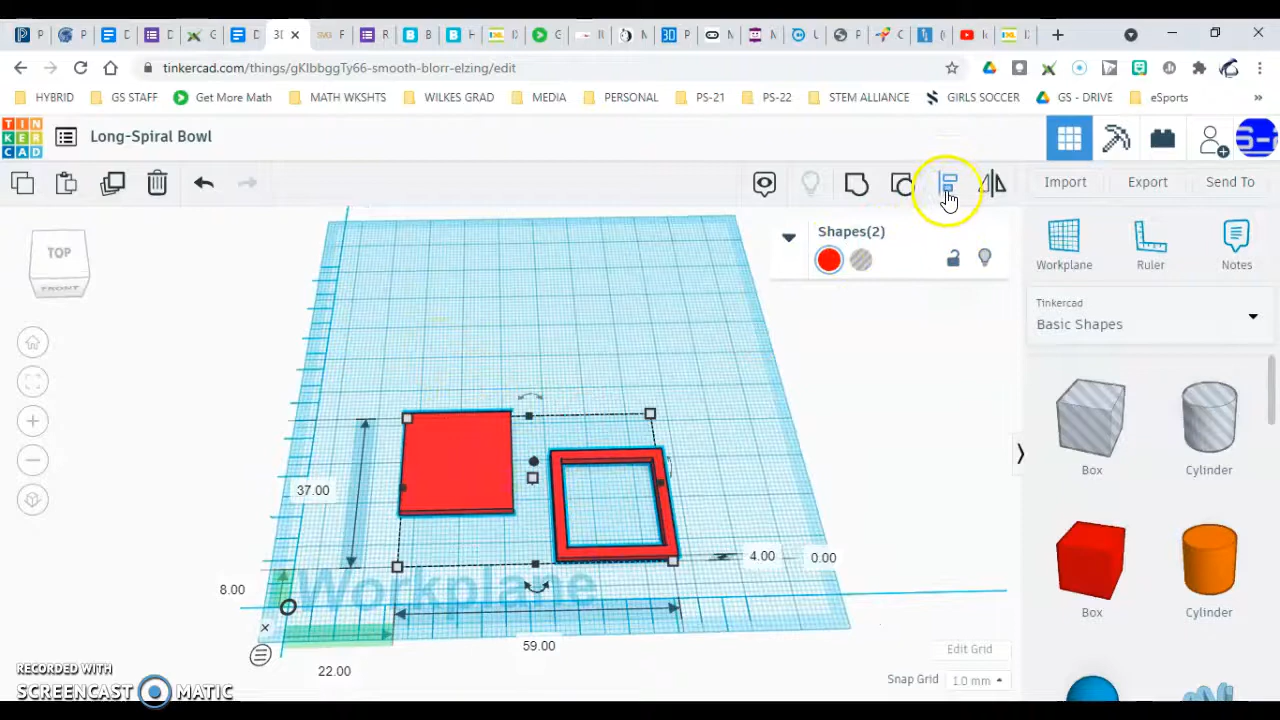 P P D D G D 3D F R B B D G N 3D P N M U P ( Ic D
tinkercad.com/things/gKlbbggTy66-smooth-blorr-elzing/edit
HYBRID GS STAFF Get More Math MATH WKSHTS WILKES GRAD MEDIA PERSONAL PS-21 PS-22 STEM ALLIANCE GIRLS SOCCER GS - DRIVE eSports »
TIN KER CAD Long-Spiral Bowl
Import Export Send To
TOP
FRONT
Shapes(2)
Workplane Ruler Notes
Tinkercad
Basic Shapes
Box Cylinder
37.00
4.00 0.00
8.00
Workplane
Box Cylinder
59.00
22.00
Edit Grid
Snap Grid 1.0 mm
RECORDED WITH
SCREENCAST MATIC